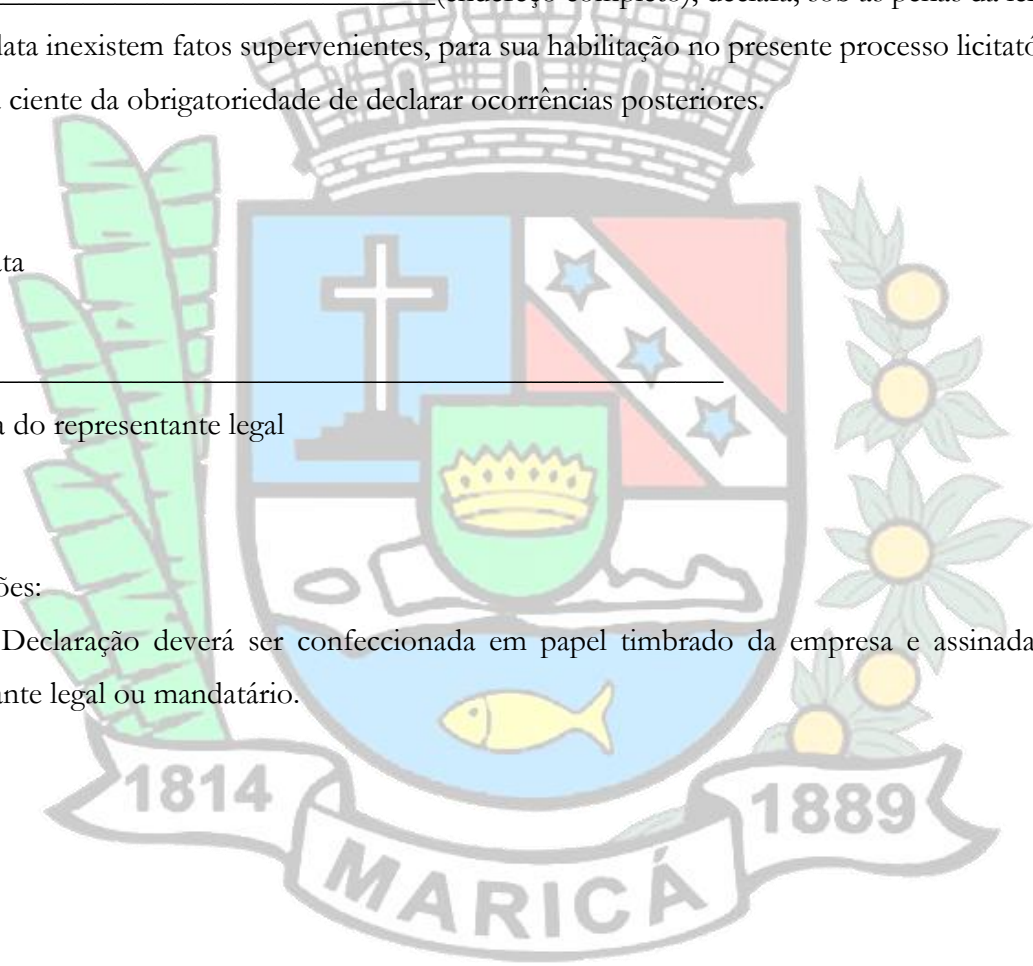 (endereço completo), declara, sob as penas da lei
data inexistem fatos supervenientes, para sua habilitação no presente processo licitató
ciente da obrigatoriedade de declarar ocorrências posteriores.
ta
do representante legal
ões:
Declaração deverá ser confeccionada em papel timbrado da empresa e assinada
ante legal ou mandatário.
1814
1889
MARICÁ